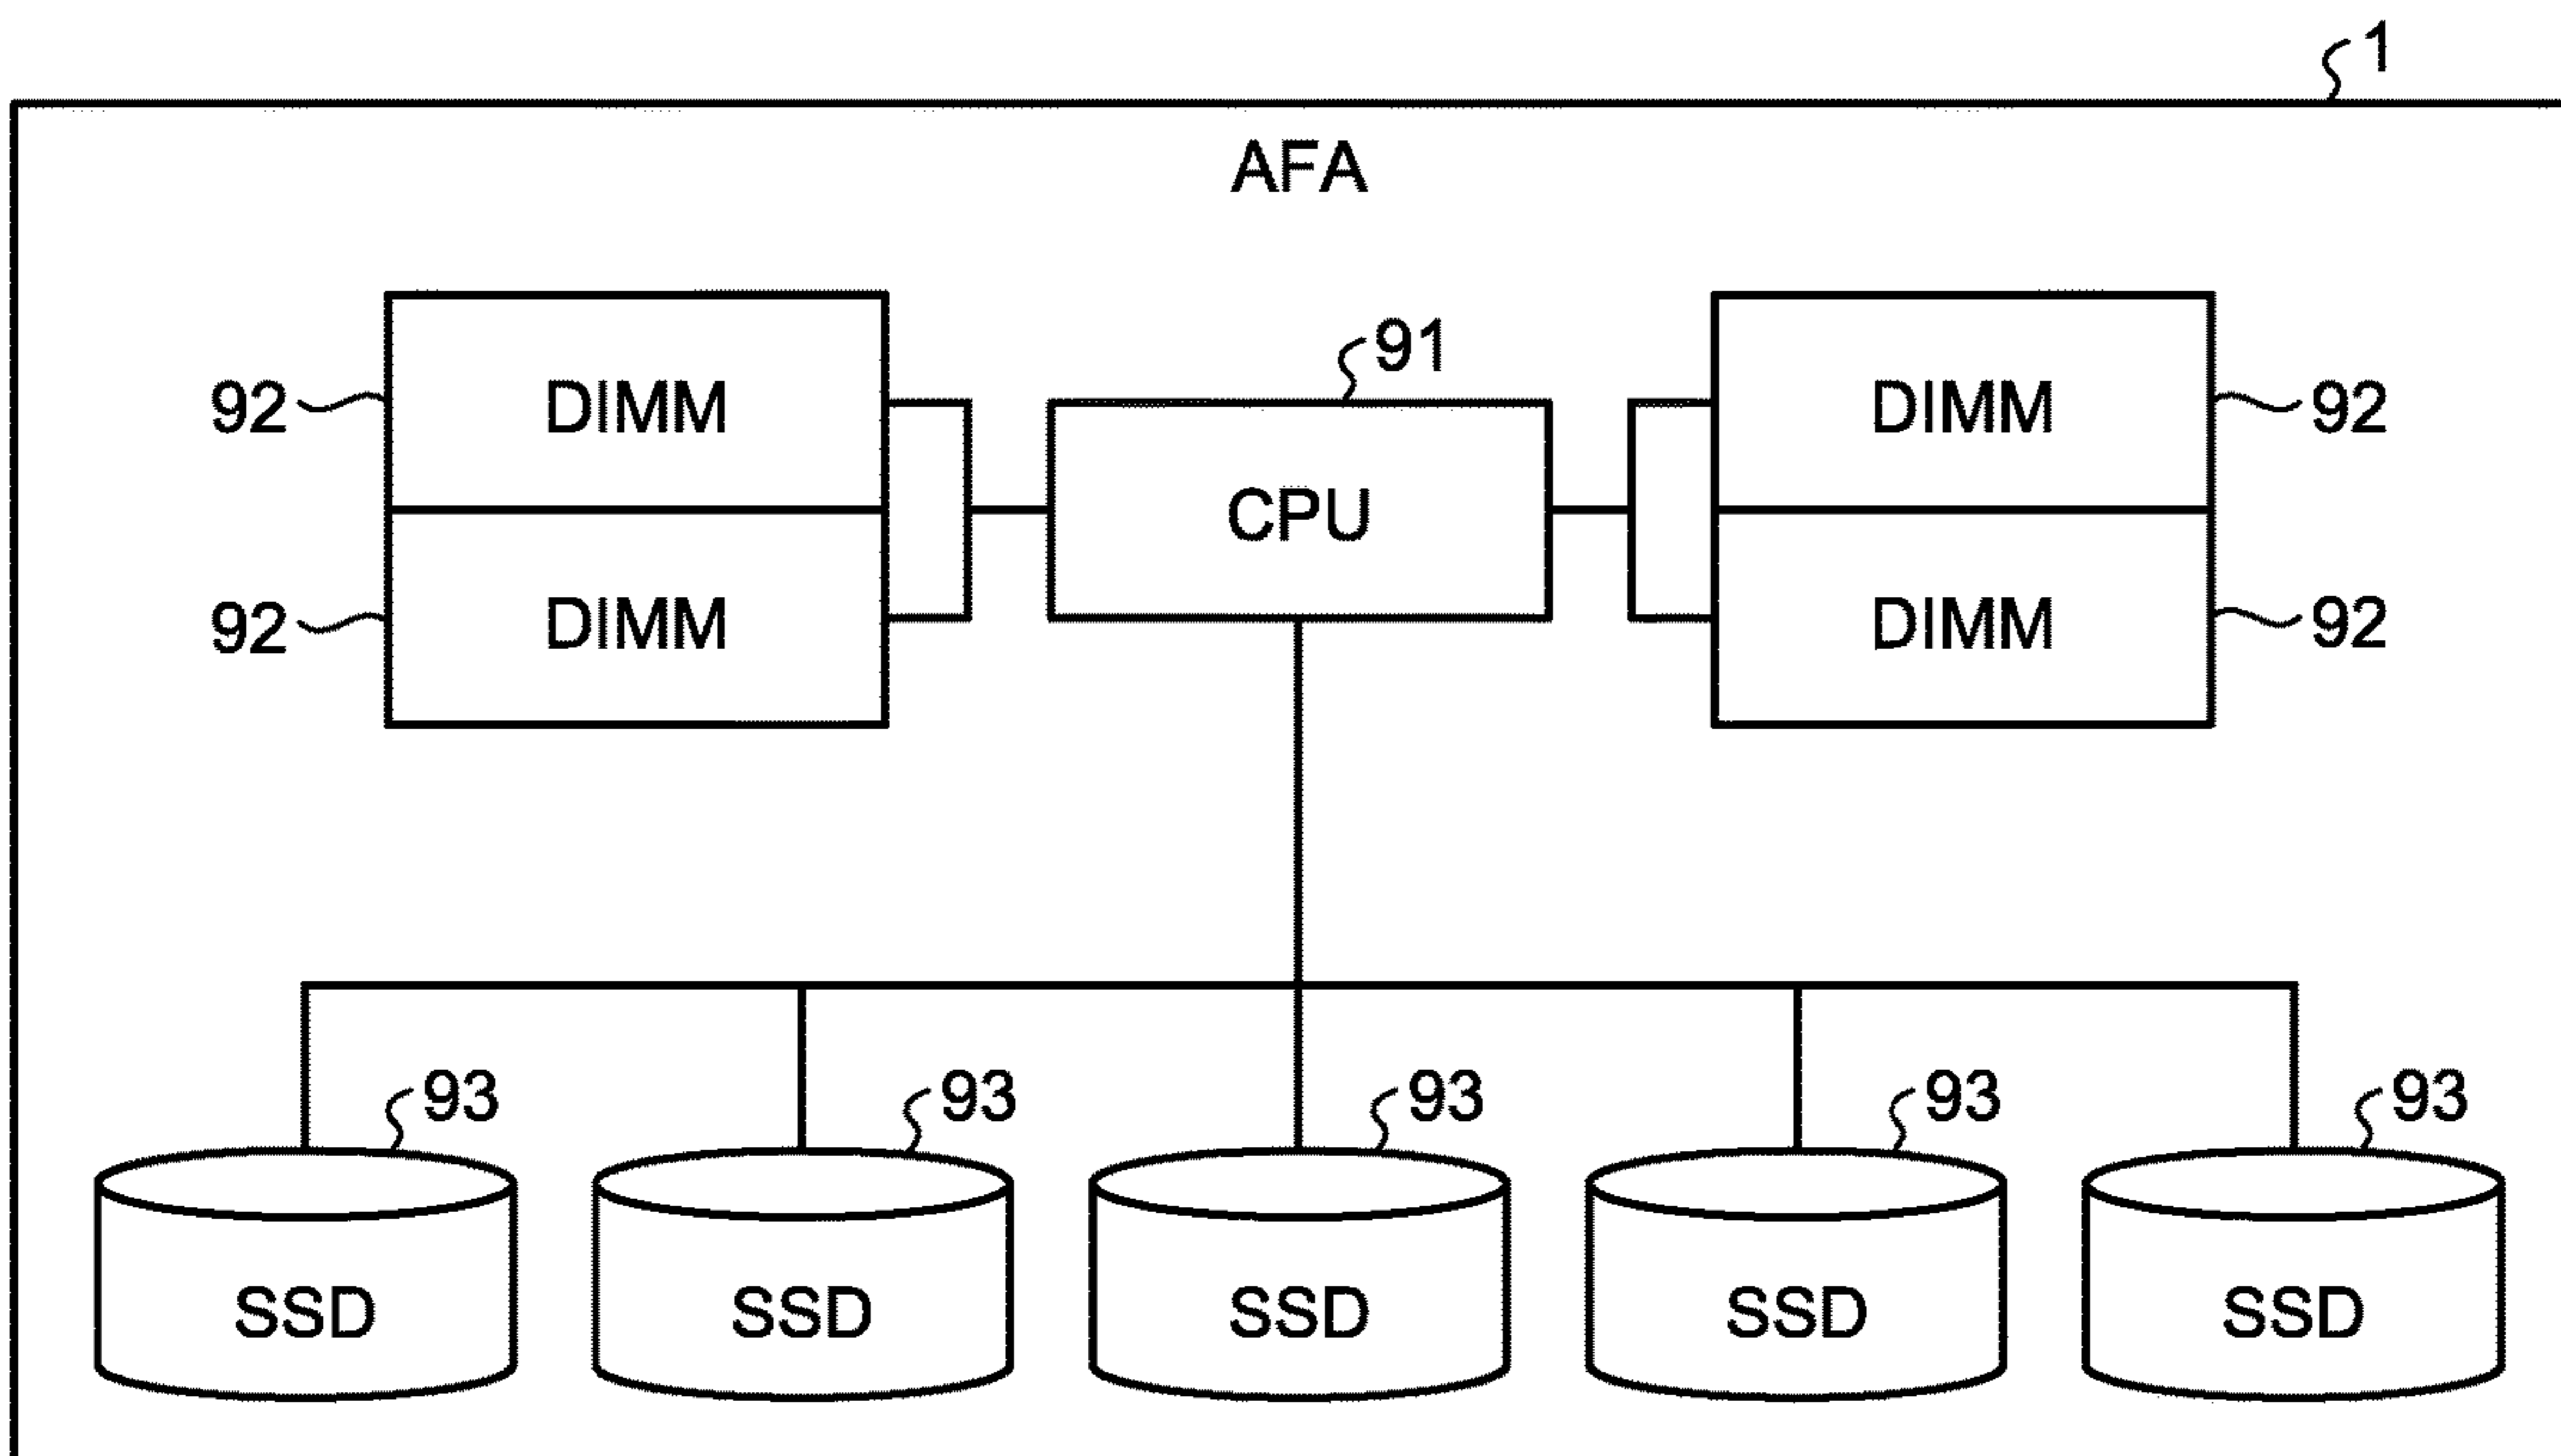 1
AFA
91
92 DIMM DIMM 92
CPU
92 DIMM DIMM 92
93 93 93 93 93
SSD SSD SSD SSD SSD